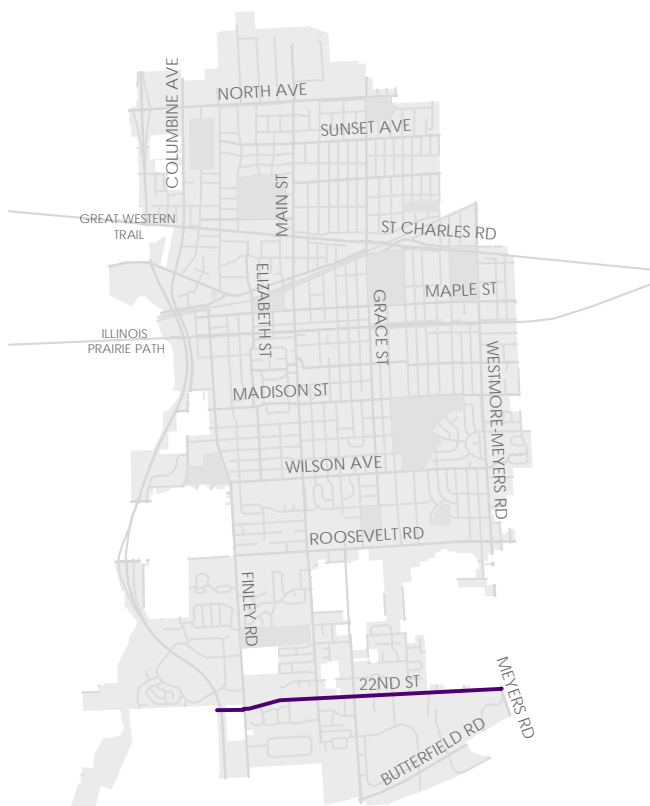 COLUMBINE AVE
NORTH AVE
SUNSET AVE
MAIN ST
GREAT WESTERN
TRAIL
ST CHARLES RD
ELIZABETH ST
GRACE ST
MAPLE ST
ILLINOIS
PRAIRIE PATH
WESTMORE-MEYERS RD
MADISON ST
WILSON AVE
ROOSEVELT RD
FINLEY RD
22ND ST
MEYERS RD
BUTTERFIELD RD